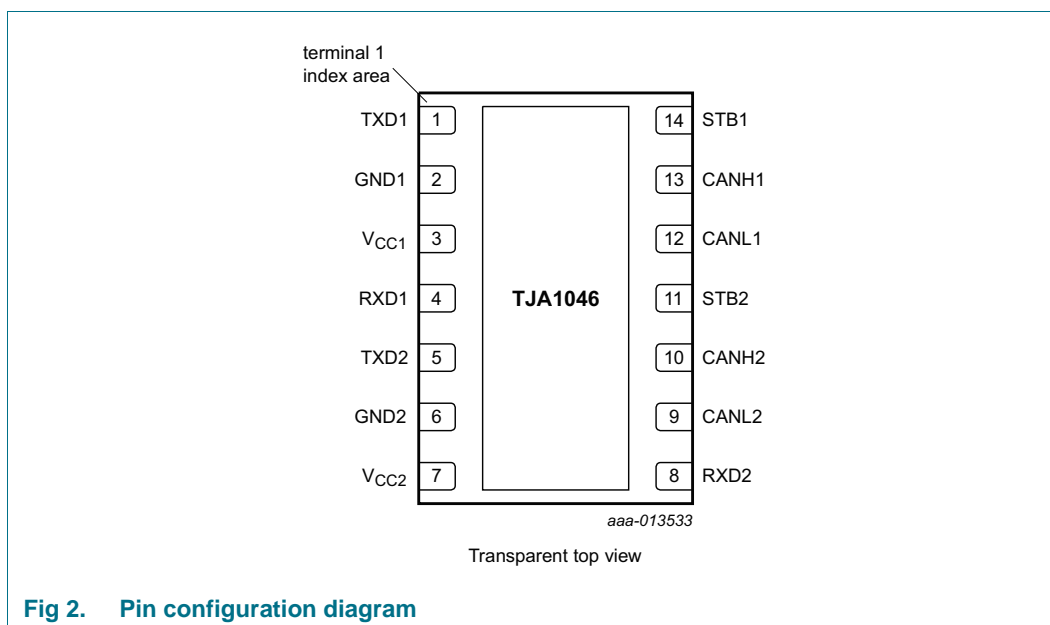 terminal 1
index area
TXD1 1 14 STB1
GND1 2 13 CANH1
VCC1 3 12 CANL1
RXD1 4 TJA1046 11 STB2
TXD2 5 10 CANH2
GND2 6 9 CANL2
VCC2 7 8 RXD2
aaa-013533
Transparent top view
Fig 2. Pin configuration diagram